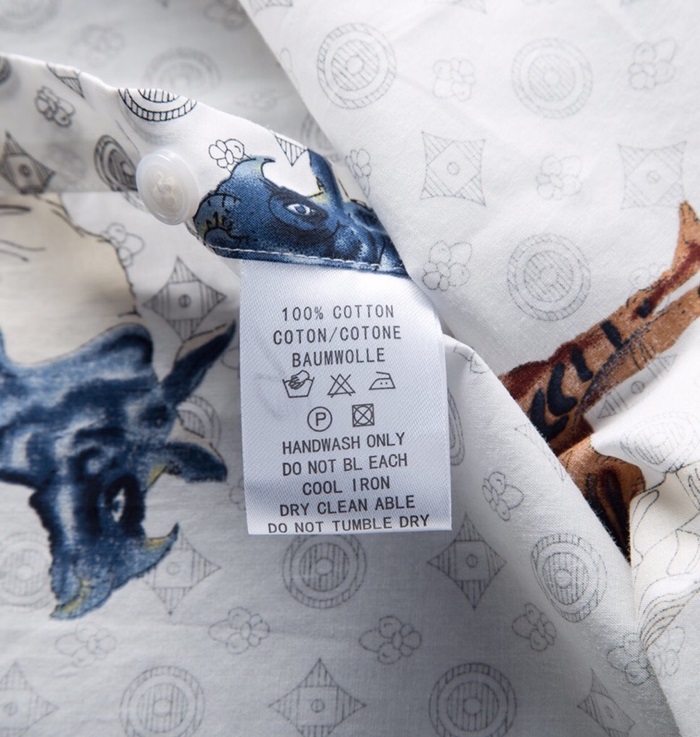 100% COTTON
COTON/COTONE
BAUMWOLLE
P
HANDWASH ONLY
DO NOT BL EACH
COOL IRON
DRY CLEAN ABLE
DO NOT TUMBLE DRY